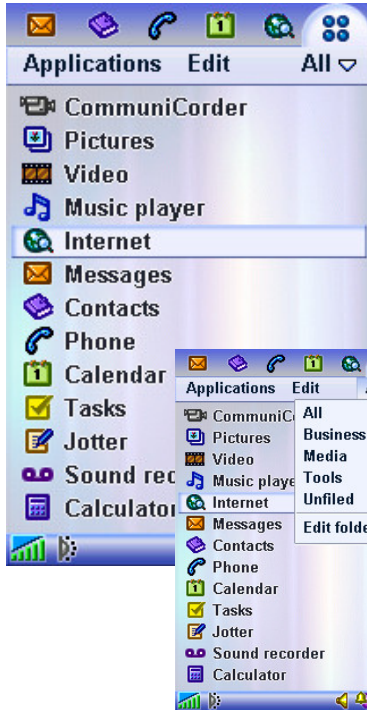 Applications Edit All
CommuniCorder
Pictures
Video
Music player
Internet
Messages
Contacts
Phone
Calendar
Tasks
Jotter
Sound rec
Calculator
Applications Edit
CommuniC
Pictures
Video
Music playe
Internet
Messages
Contacts
Phone
Calendar
Tasks
Jotter
Sound recorder
Calculator
All
Business
Media
Tools
Unfiled
Edit folde